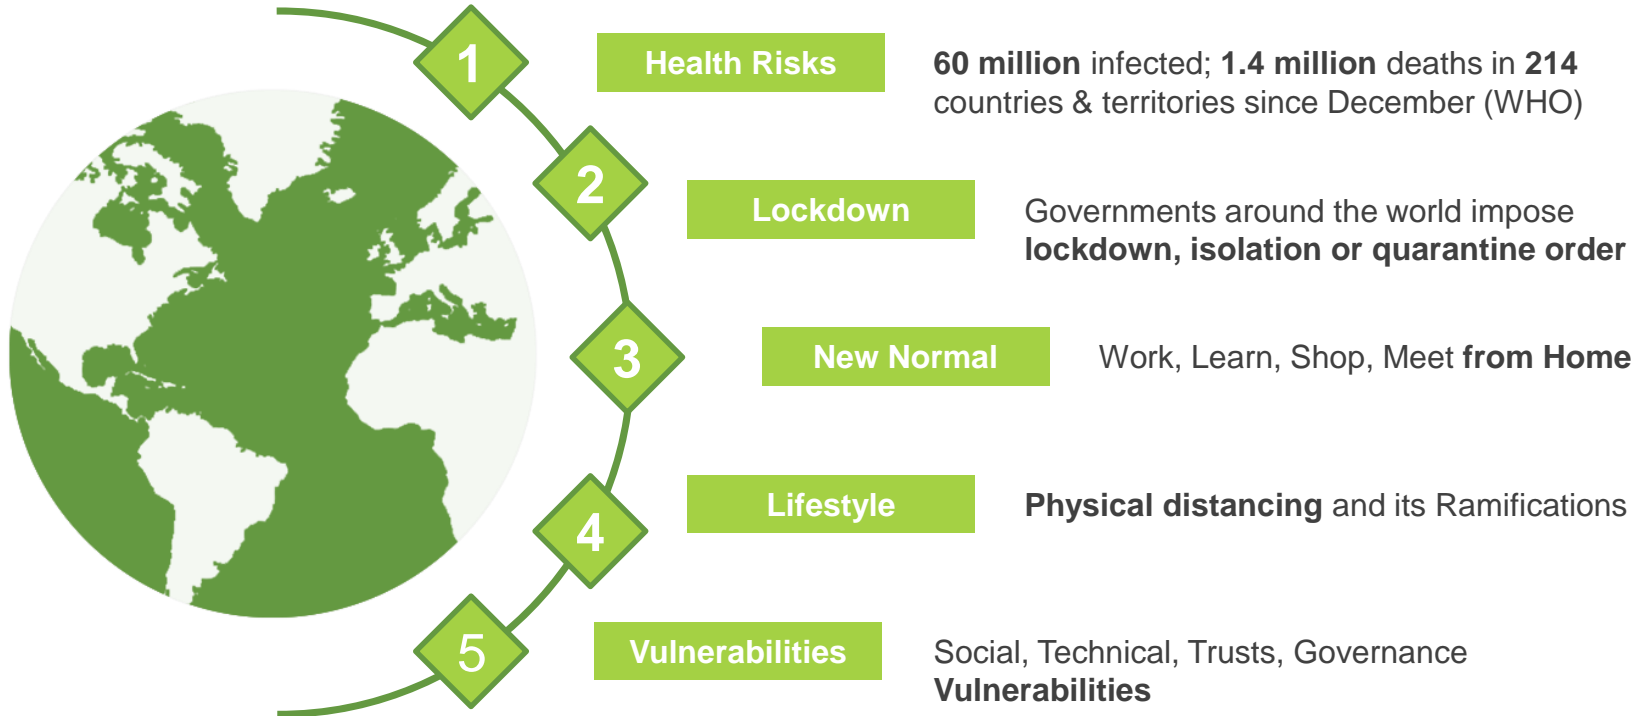 1
Health Risks
60 million infected; 1.4 million deaths in 214
countries & territories since December (WHO)
2
Lockdown
Governments around the world impose
lockdown, isolation or quarantine order
3
New Normal
Work, Learn, Shop, Meet from Home
4
Lifestyle
Physical distancing and its Ramifications
5
Vulnerabilities
Social, Technical, Trusts, Governance
Vulnerabilities